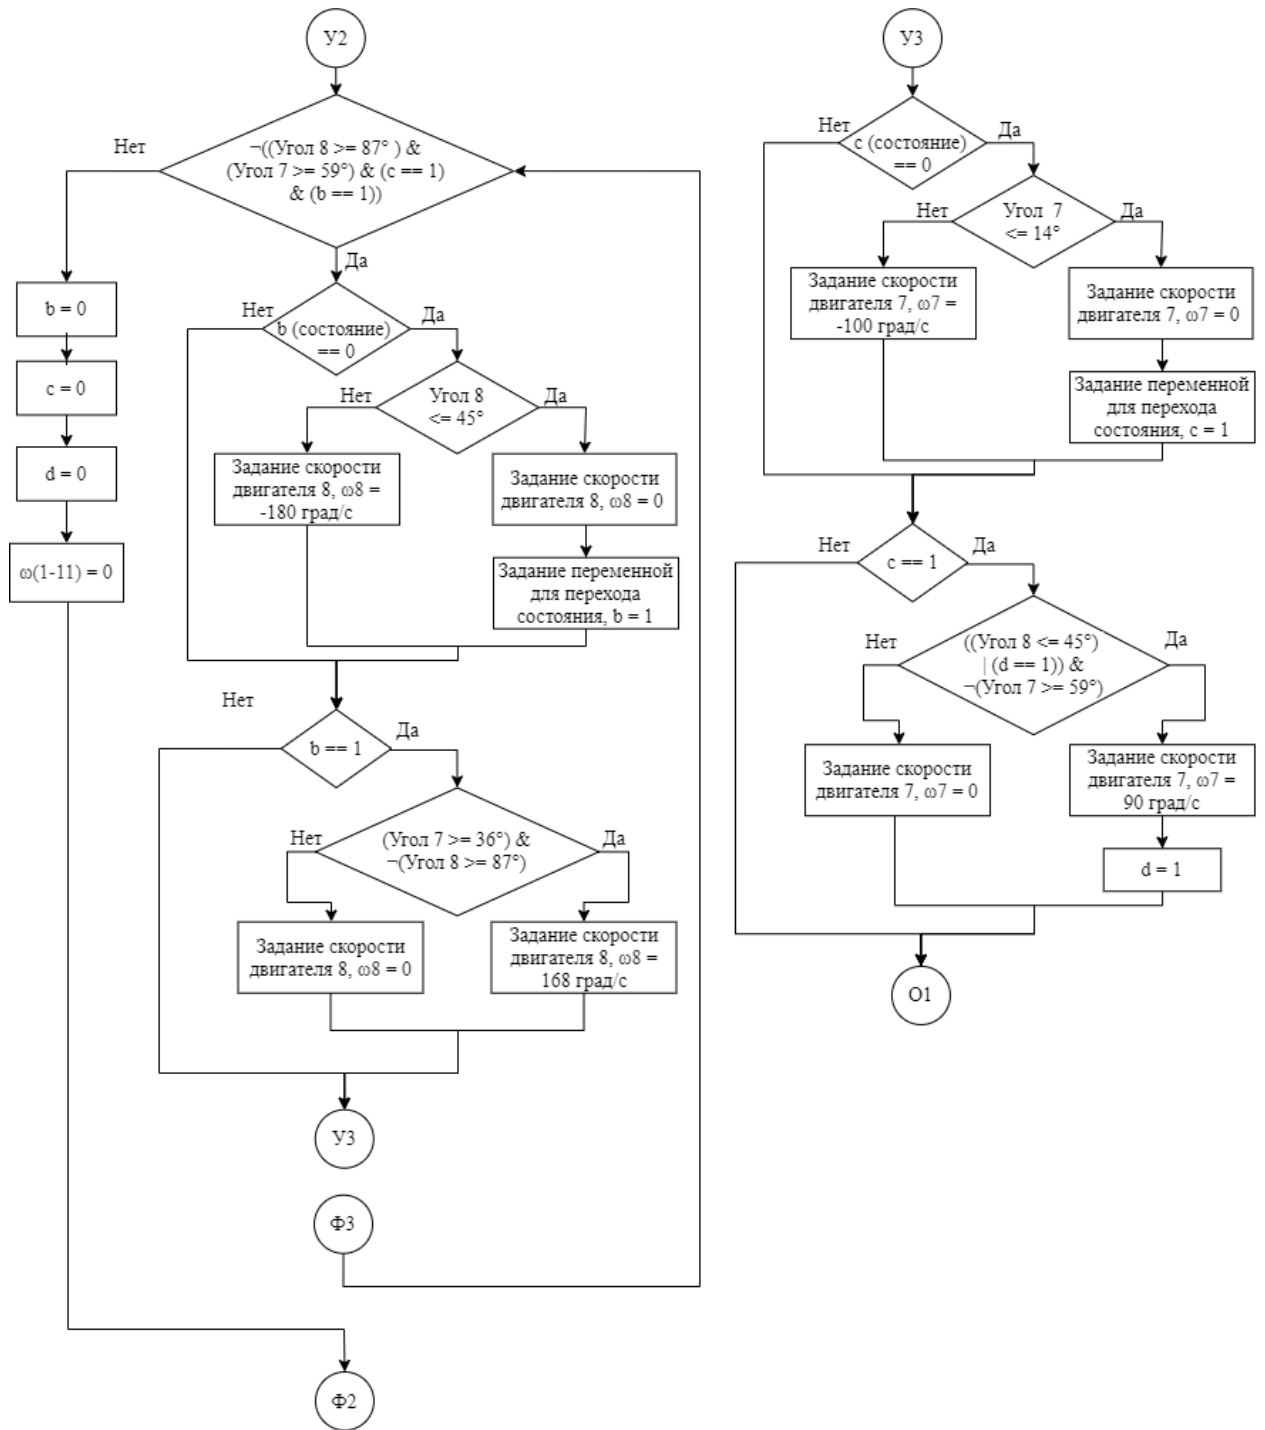 У2
Нет
¬((Угол 8 >= 87° ) &
(Угол 7 >= 59°) & (c == 1)
& (b == 1))
Да
b = 0
c = 0
d = 0
ω(1-11) = 0
Нет
b (состояние)
== 0
Да
Нет
Угол 8
<= 45°
Да
Задание скорости
двигателя 8, ω8 =
-180 град/с
Задание скорости
двигателя 8, ω8 = 0
Задание переменной
для перехода
состояния, b = 1
Нет
b == 1
Да
Нет
(Угол 7 >= 36°) &
¬(Угол 8 >= 87°)
Да
Задание скорости
двигателя 8, ω8 = 0
Задание скорости
двигателя 8, ω8 =
168 град/с
У3
Ф3
Ф2
У3
Нет
c (состояние)
== 0
Да
Нет
Угол 7
<= 14°
Да
Задание скорости
двигателя 7, ω7 =
-100 град/с
Задание скорости
двигателя 7, ω7 = 0
Задание переменной
для перехода
состояния, c = 1
Нет
c == 1
Да
Нет
((Угол 8 <= 45°)
| (d == 1)) &
¬(Угол 7 >= 59°)
Да
Задание скорости
двигателя 7, ω7 = 0
Задание скорости
двигателя 7, ω7 =
90 град/с
d = 1
О1